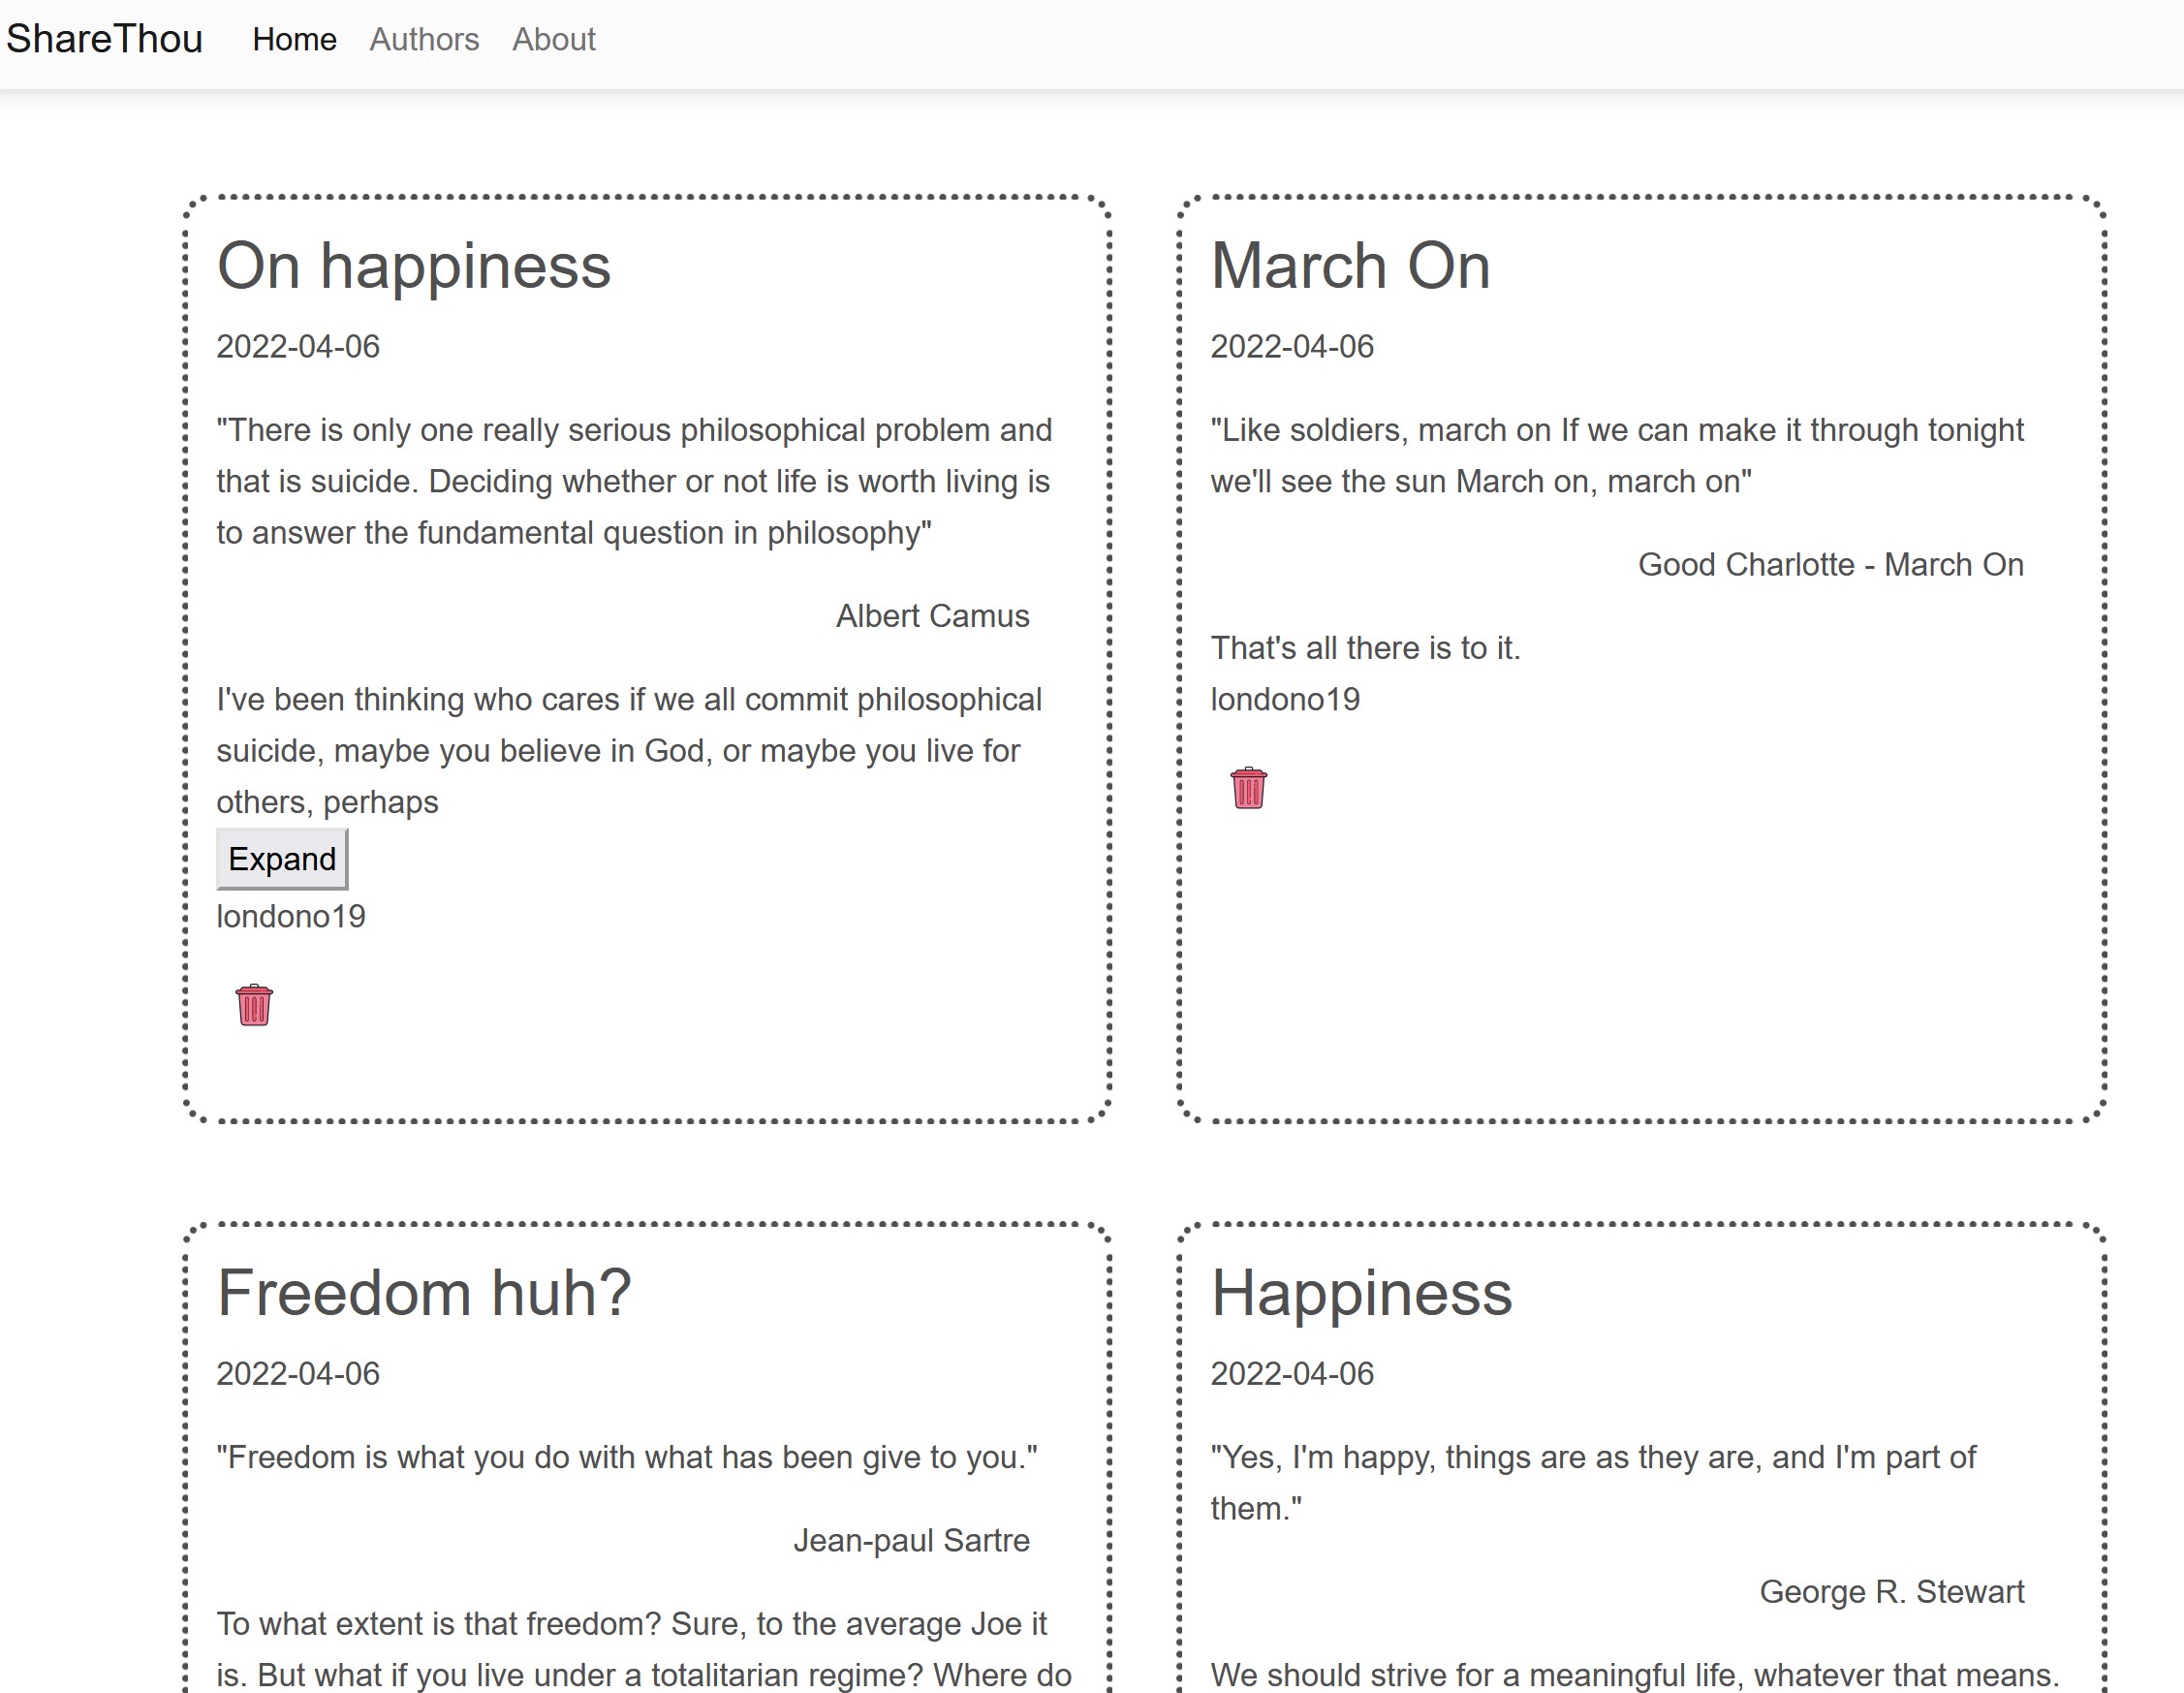 ShareThou Home Authors About
On happiness
2022-04-06
"There is only one really serious philosophical problem and
that is suicide. Deciding whether or not life is worth living is
to answer the fundamental question in philosophy"
Albert Camus
I've been thinking who cares if we all commit philosophical
suicide, maybe you believe in God, or maybe you live for
others, perhaps
Expand
londono19
March On
2022-04-06
"Like soldiers, march on If we can make it through tonight
we'll see the sun March on, march on"
Good Charlotte - March On
That's all there is to it.
londono19
Freedom huh?
2022-04-06
"Freedom is what you do with what has been give to you."
Jean-paul Sartre
To what extent is that freedom? Sure, to the average Joe it
is. But what if you live under a totalitarian regime? Where do
Happiness
2022-04-06
"Yes, I'm happy, things are as they are, and I'm part of
them."
George R. Stewart
We should strive for a meaningful life, whatever that means.